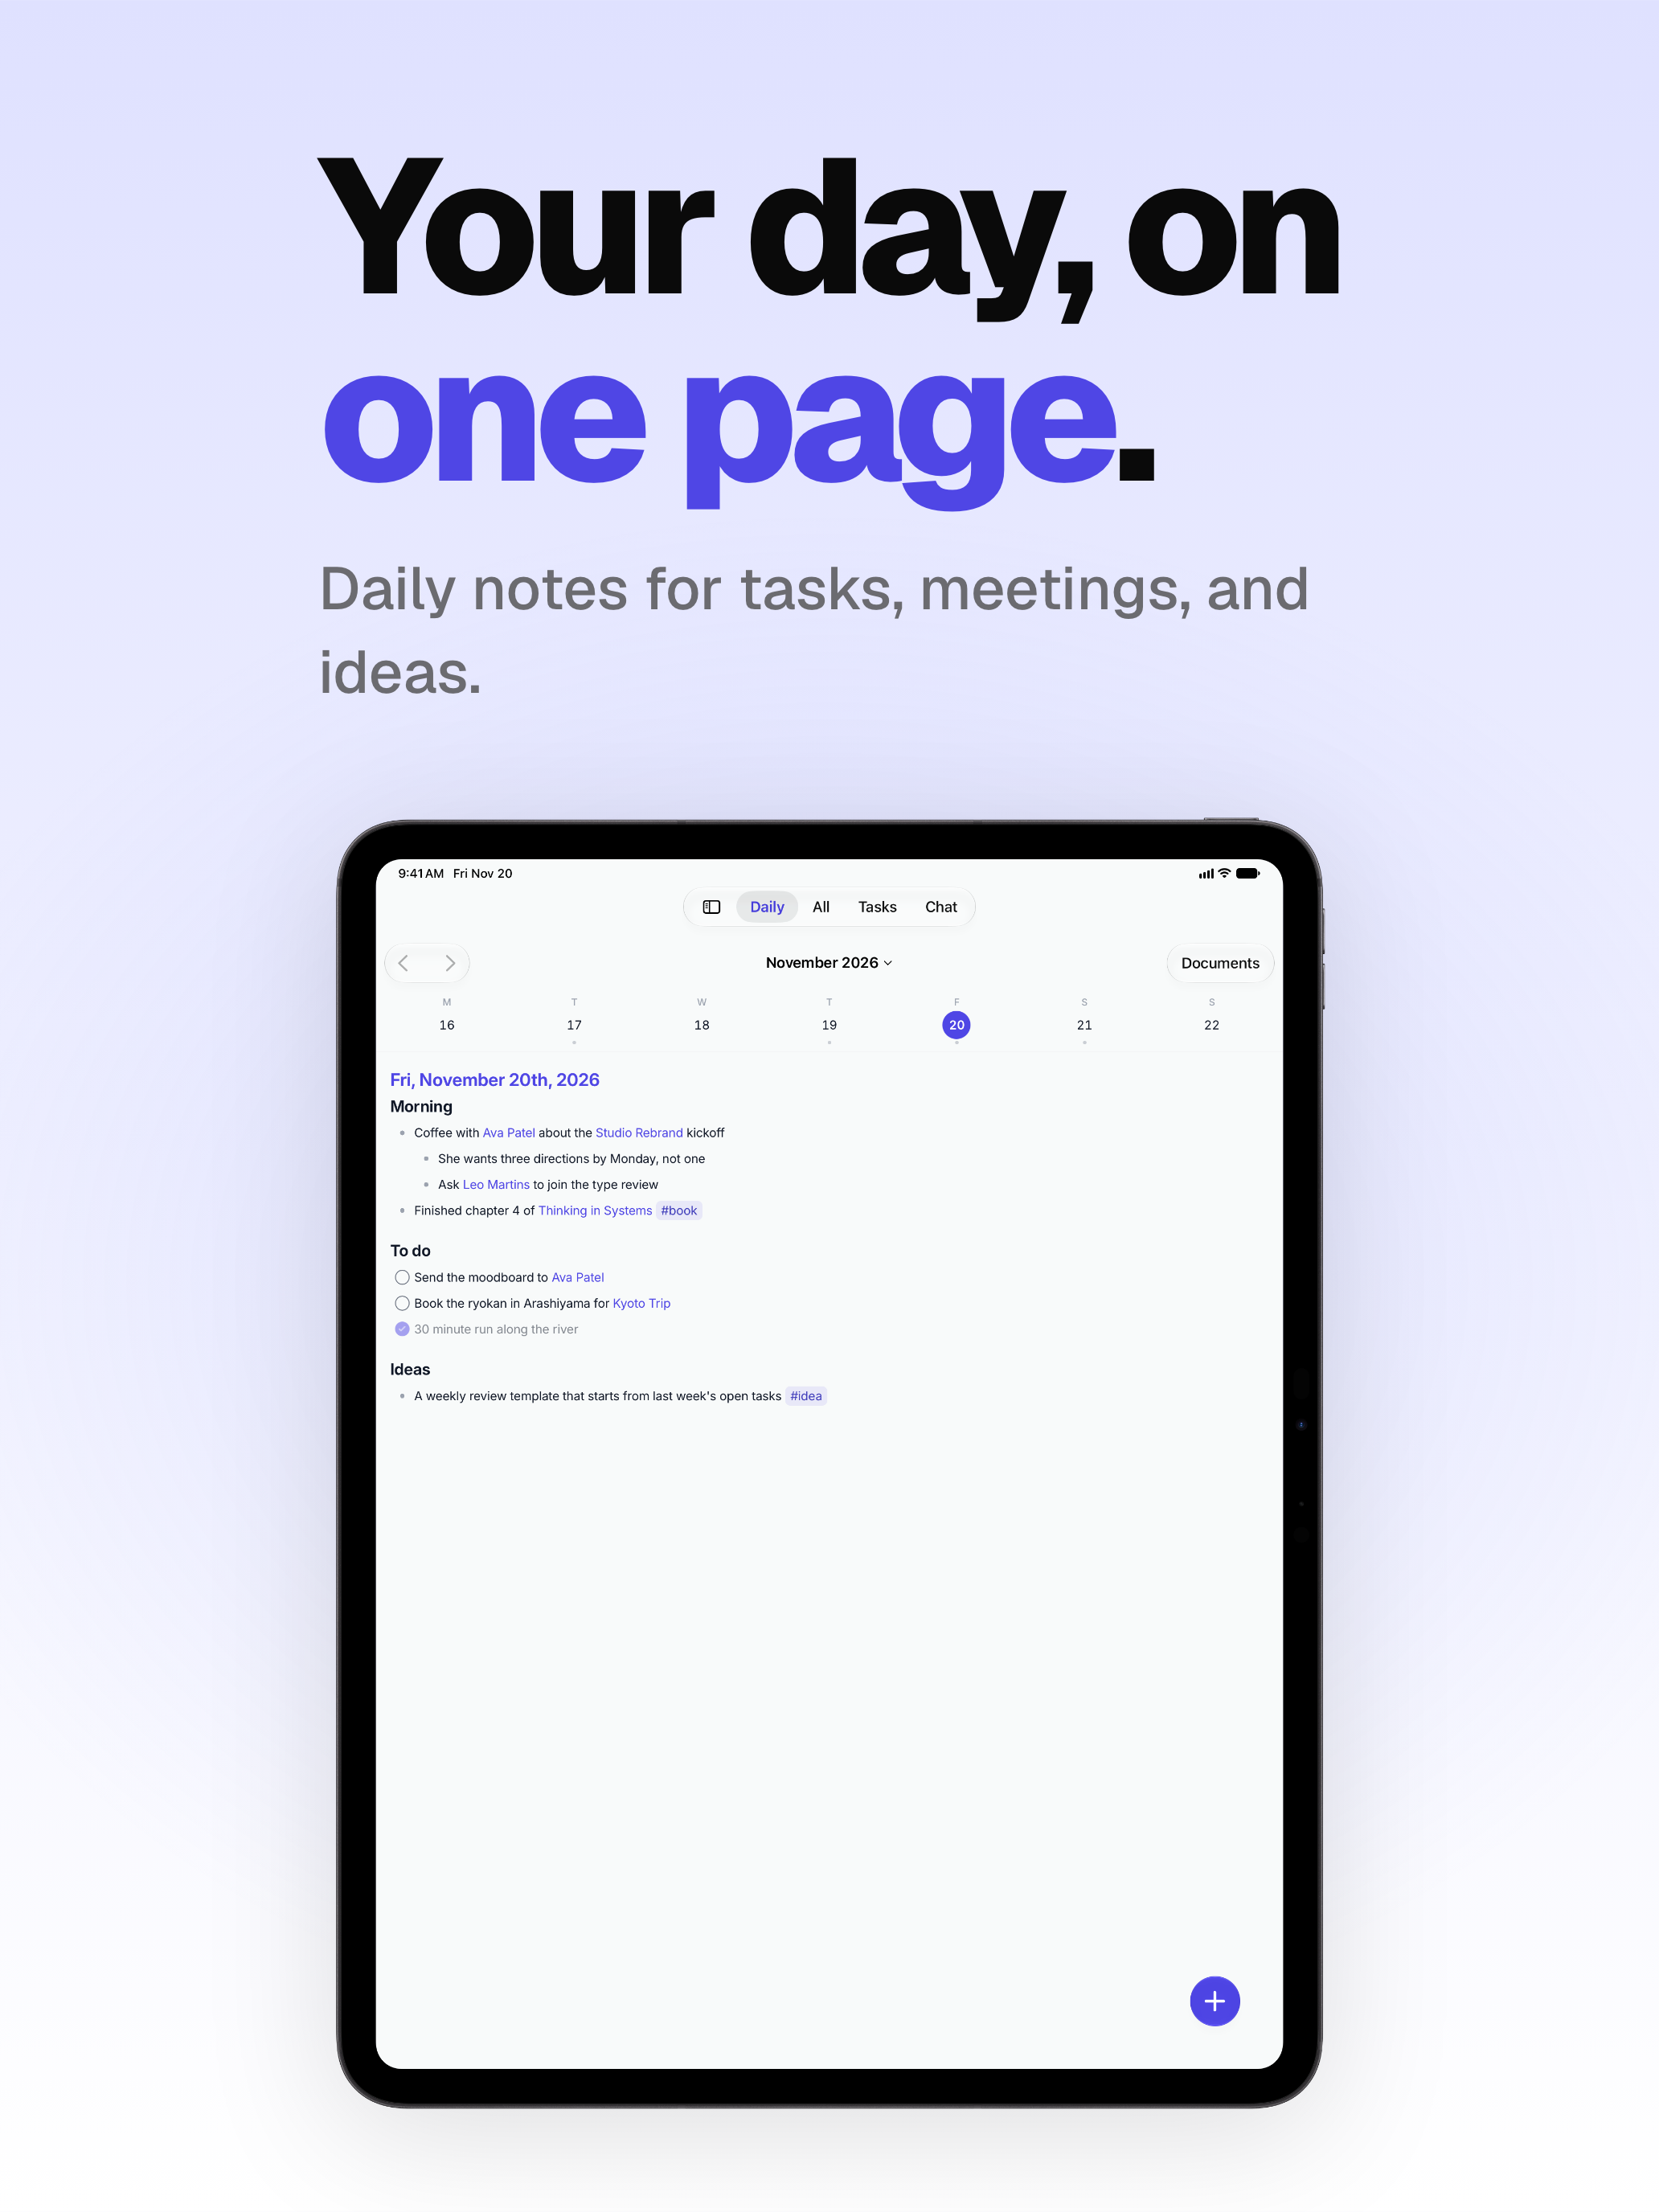 Your day, on
one page.
Daily notes for tasks, meetings, and
ideas.
9:41 AM Fri Nov 20
Daily All Tasks Chat
November 2026
Documents
M T W T F S S
16 17 18 19 20 21 22
Fri, November 20th, 2026
Morning
Coffee with Ava Patel about the Studio Rebrand kickoff
She wants three directions by Monday, not one
Ask Leo Martins to join the type review
Finished chapter 4 of Thinking in Systems #book
To do
Send the moodboard to Ava Patel
Book the ryokan in Arashiyama for Kyoto Trip
30 minute run along the river
Ideas
A weekly review template that starts from last week's open tasks #idea